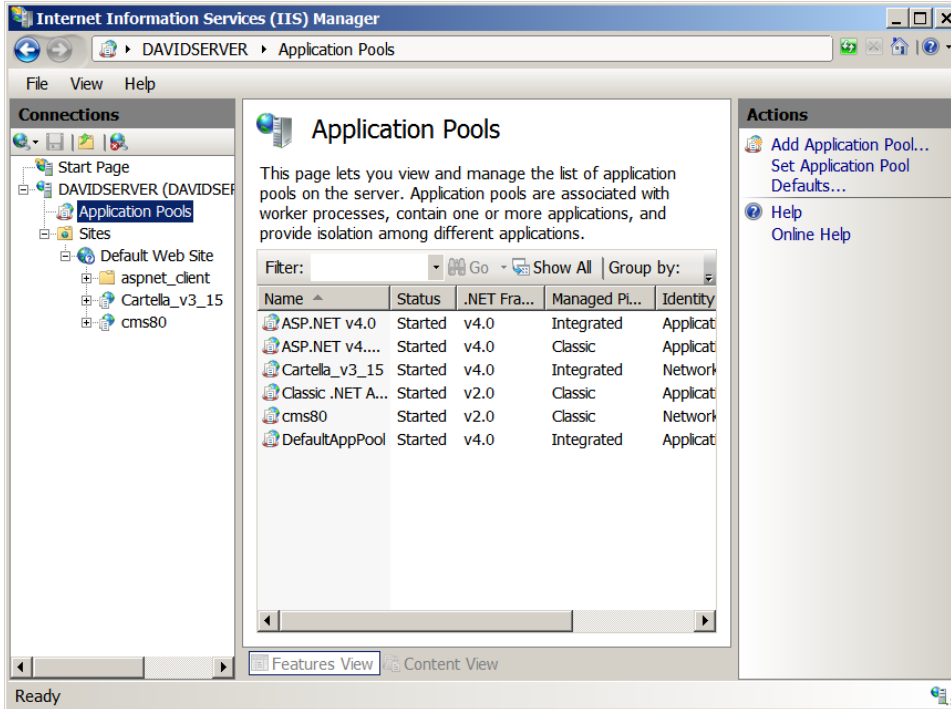 Internet Information Services (IIS) Manager
DAVIDSERVER Application Pools
File View Help
Connections
Start Page
DAVIDSERVER (DAVIDSER
Application Pools
Sites
Default Web Site
aspnet_client
Cartella_v3_15
cms80
Application Pools
This page lets you view and manage the list of application
pools on the server. Application pools are associated with
worker processes, contain one or more applications, and
provide isolation among different applications.
Filter: Go Show All Group by:
Name Status .NET Fra... Managed Pi... Identity
ASP.NET v4.0 Started v4.0 Integrated Applicati
ASP.NET v4.... Started v4.0 Classic Applicati
Cartella_v3_15 Started v4.0 Integrated Network
Classic .NET A... Started v2.0 Classic Applicati
cms80 Started v2.0 Classic Network
DefaultAppPool Started v4.0 Integrated Applicati
Features View Content View
Actions
Add Application Pool...
Set Application Pool
Defaults...
Help
Online Help
Ready